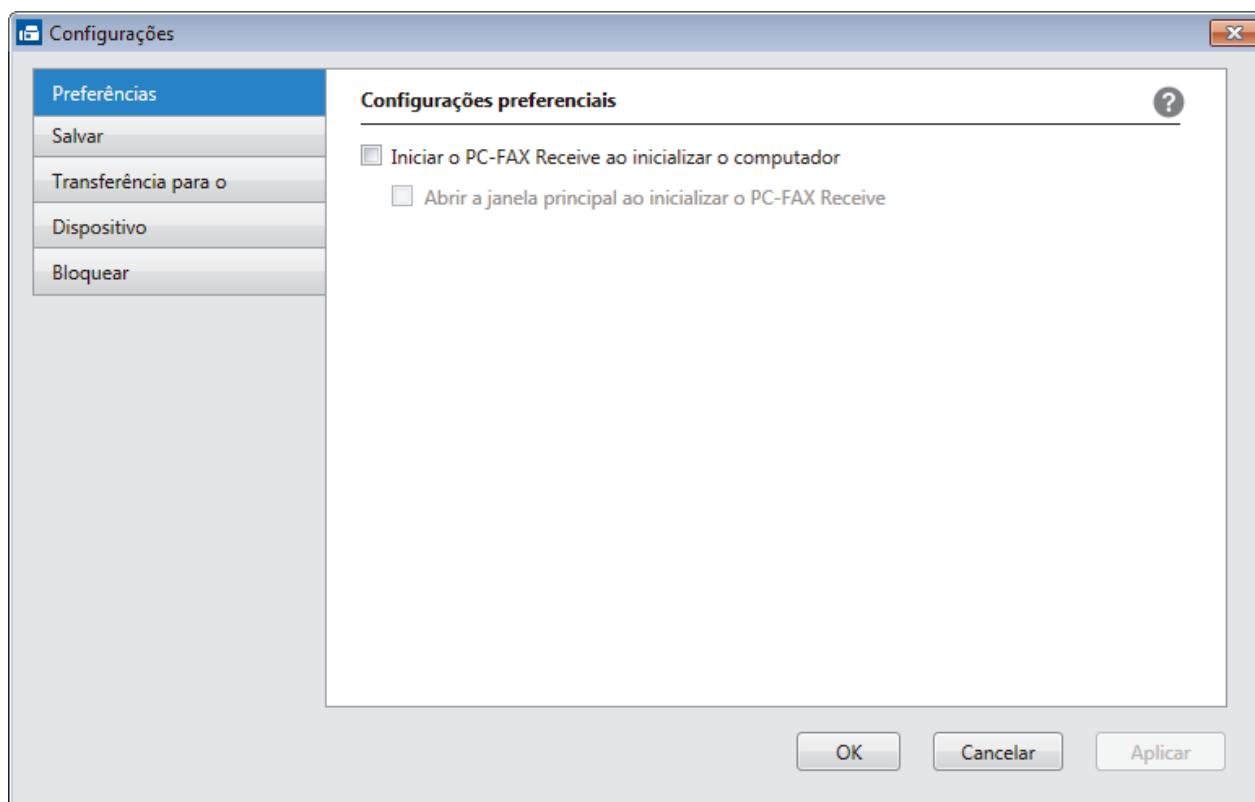 Configurações
Preferências
Salvar
Transferência para o
Dispositivo
Bloquear
Configurações preferenciais
?
Iniciar o PC-FAX Receive ao inicializar o computador
Abrir a janela principal ao inicializar o PC-FAX Receive
OK
Cancelar
Aplicar